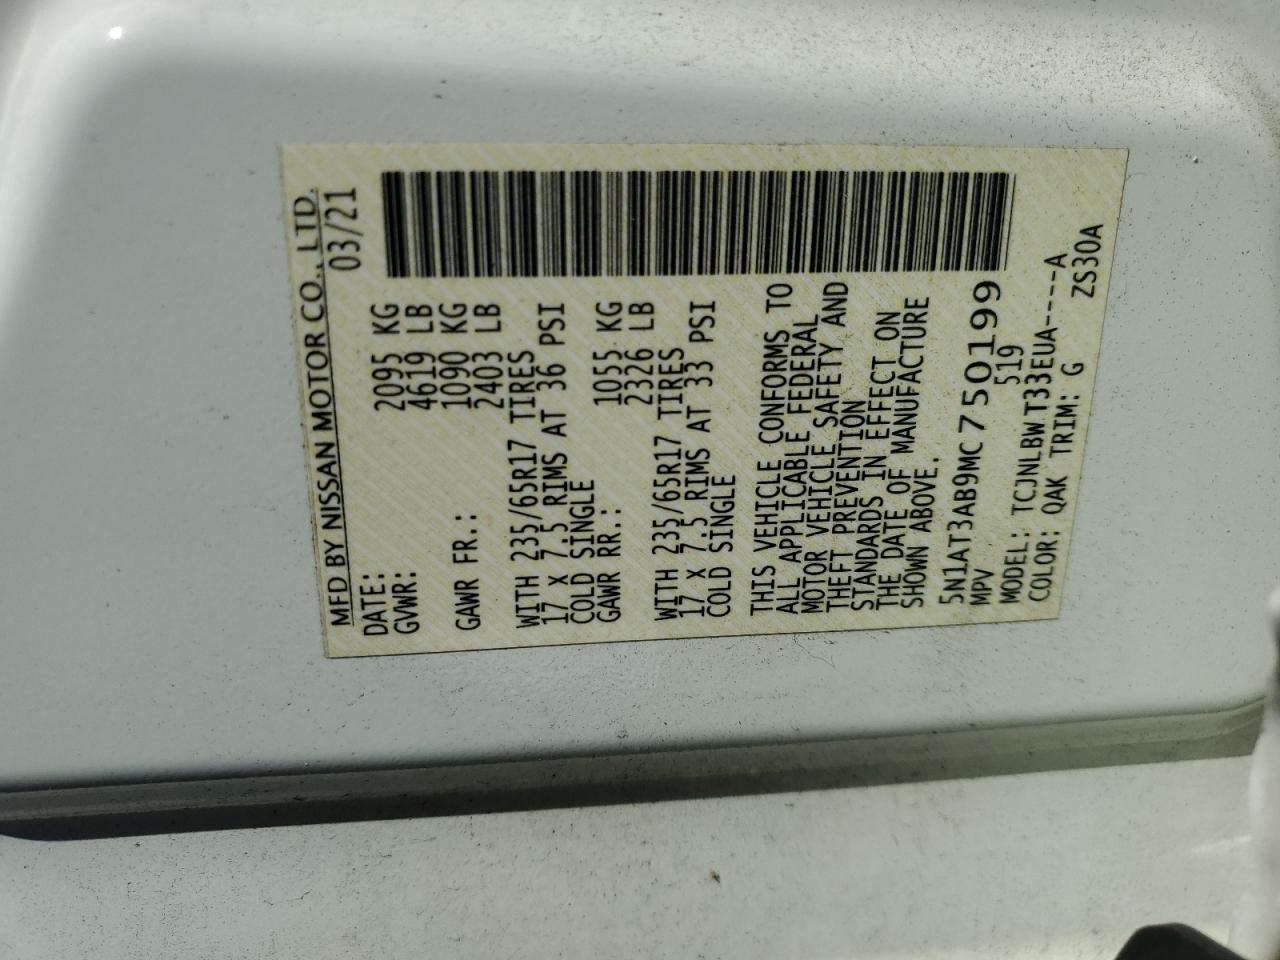 MFD BY NISSAN MOTOR CO., LTD.
DATE: 03/21
GVWR: 2095 KG
4619 LB
GAWR FR.: 1090 KG
2403 LB
WITH 235/65R17 TIRES
17 X 7.5 RIMS AT 36 PSI
COLD SINGLE
GAWR RR.: 1055 KG
2326 LB
WITH 235/65R17 TIRES
17 X 7.5 RIMS AT 33 PSI
COLD SINGLE
THIS VEHICLE CONFORMS TO
ALL APPLICABLE FEDERAL
MOTOR VEHICLE SAFETY AND
THEFT PREVENTION
STANDARDS IN EFFECT ON
THE DATE OF MANUFACTURE
SHOWN ABOVE.
5N1AT3AB9MC750199
MPV 519
MODEL: TCJNLBWT33EUA----A
COLOR: QAK TRIM: G ZS30A